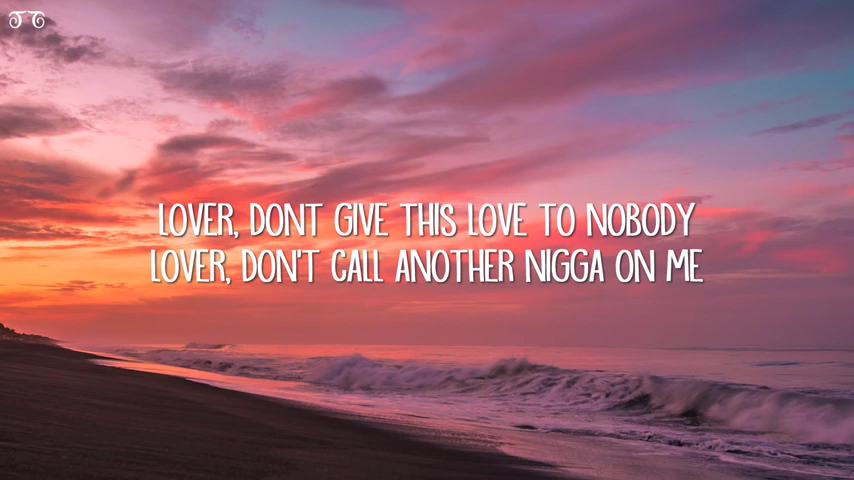 LOVER, DONT GIVE THIS LOVE TO NOBODY
LOVER, DON'T CALL ANOTHER NIGGA ON ME